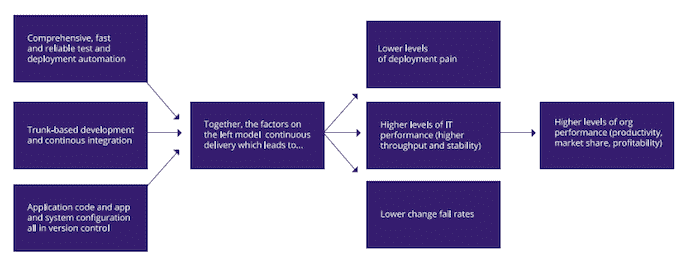 Comprehensive, fast
and reliable test and
deployment automation
Trunk-based development
and continous integration
Application code and app
and system configuration
all in version control
Together, the factors on
the left model continuous
delivery which leads to...
Lower levels
of deployment pain
Higher levels of IT
performance (higher
throughput and stability)
Lower change fail rates
Higher levels of org
performance (productivity,
market share, profitability)